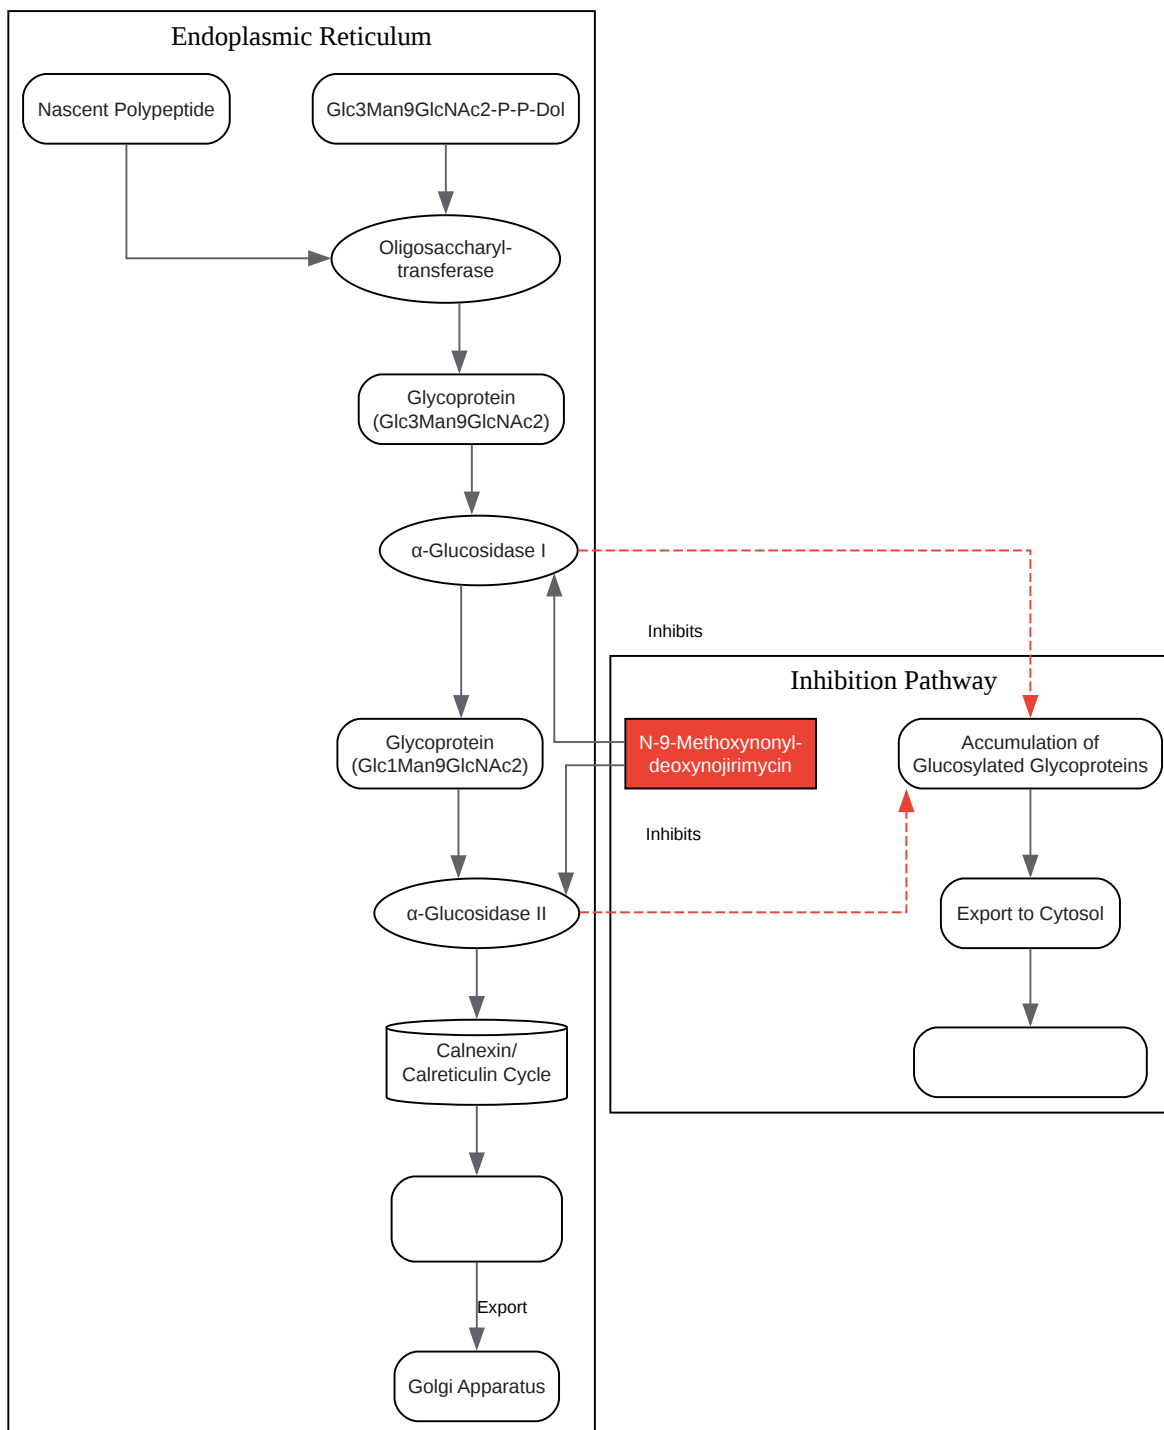 Endoplasmic Reticulum
Nascent Polypeptide
Glc3Man9GlcNAc2-P-P-Dol
Oligosaccharyl-
transferase
Glycoprotein
(Glc3Man9GlcNAc2)
α-Glucosidase I
Inhibits
Inhibition Pathway
Glycoprotein
(Glc1Man9GlcNAc2)
N-9-Methoxynonyl-
deoxynojirimycin
Accumulation of
Glucosylated Glycoproteins
Inhibits
α-Glucosidase II
Export to Cytosol
Calnexin/
Calreticulin Cycle
Export
Golgi Apparatus